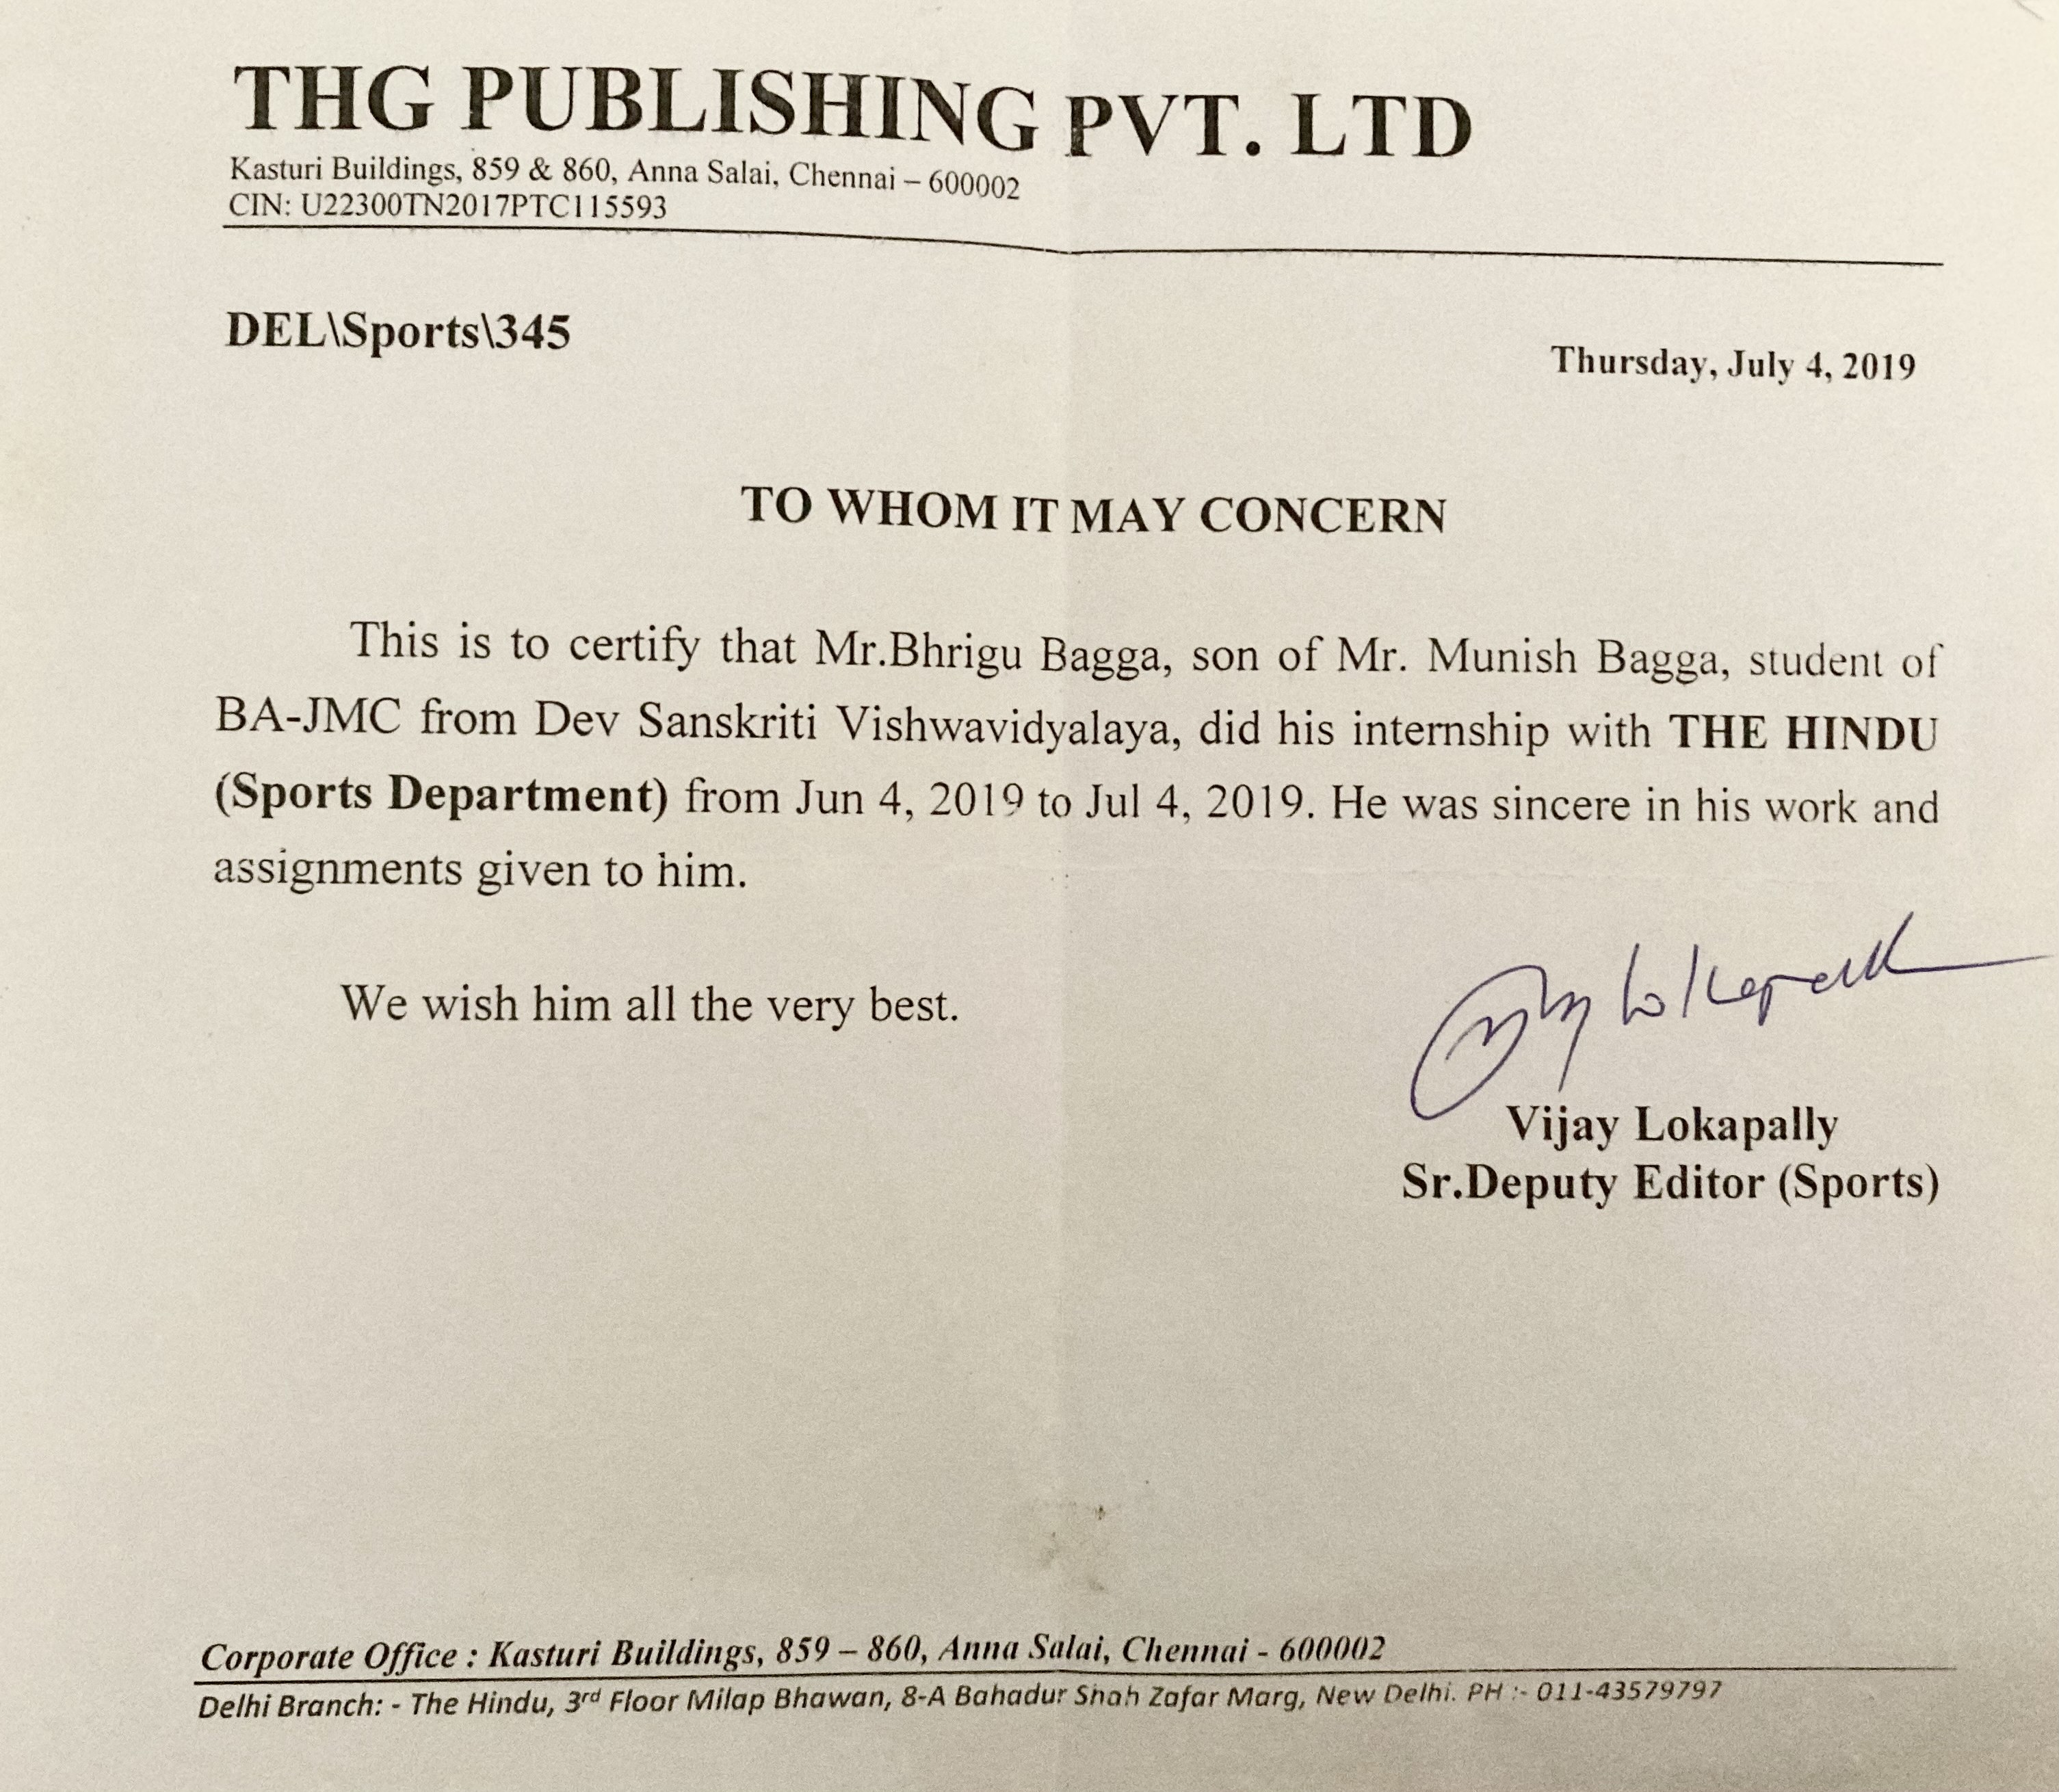 THG PUBLISHING PVT. LTD
Kasturi Buildings, 859 & 860, Anna Salai, Chennai – 600002
CIN: U22300TN2017PTC115593
DEL\Sports\345
Thursday, July 4, 2019
TO WHOM IT MAY CONCERN
This is to certify that Mr.Bhrigu Bagga, son of Mr. Munish Bagga, student of
BA-JMC from Dev Sanskriti Vishwavidyalaya, did his internship with THE HINDU
(Sports Department) from Jun 4, 2019 to Jul 4, 2019. He was sincere in his work and
assignments given to him.
We wish him all the very best.
Vijay Lokapally
Vijay Lokapally
Sr.Deputy Editor (Sports)
Corporate Office : Kasturi Buildings, 859 – 860, Anna Salai, Chennai - 600002
Delhi Branch: - The Hindu, 3rd Floor Milap Bhawan, 8-A Bahadur Shah Zafar Marg, New Delhi. PH :- 011-43579797